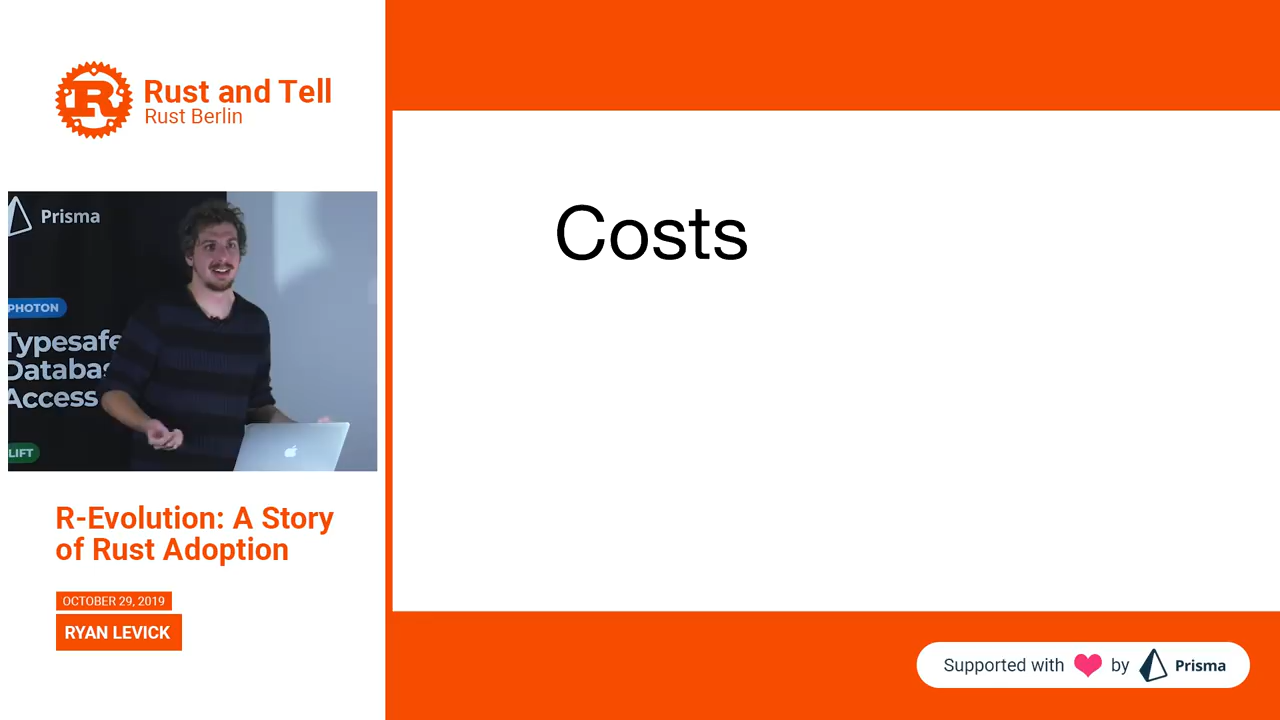 Rust and Tell
Rust Berlin
Prisma
PHOTON
Typesafe
Databas
Access
LIFT
R-Evolution: A Story
of Rust Adoption
OCTOBER 29, 2019
RYAN LEVICK
Costs
Supported with by Prisma